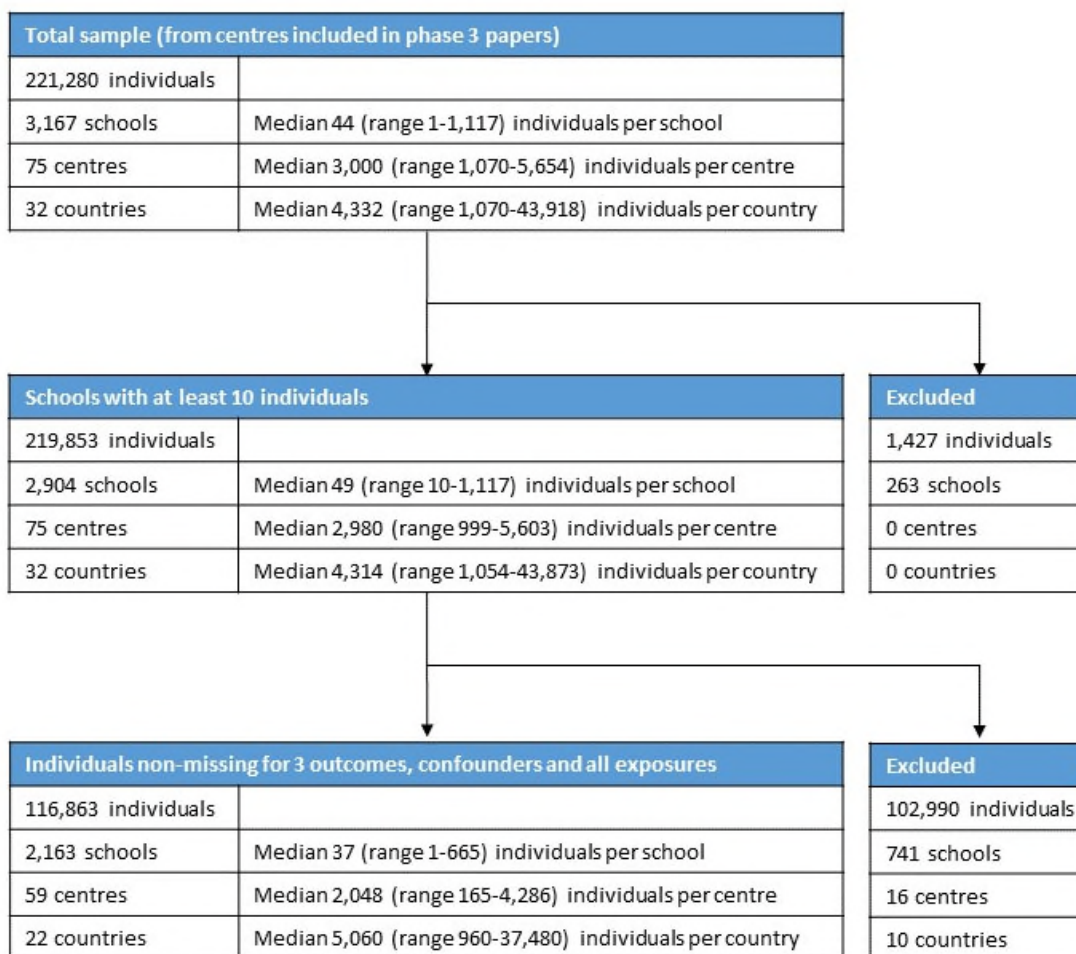 Total sample (from centres included in phase 3 papers)
221,280 individuals
3,167 schools Median 44 (range 1-1,117) individuals per school
75 centres Median 3,000 (range 1,070-5,654) individuals per centre
32 countries Median 4,332 (range 1,070-43,918) individuals per country
Schools with at least 10 individuals
219,853 individuals
2,904 schools Median 49 (range 10-1,117) individuals per school
75 centres Median 2,980 (range 999-5,603) individuals per centre
32 countries Median 4,314 (range 1,054-43,873) individuals per country
Excluded
1,427 individuals
263 schools
0 centres
0 countries
Individuals non-missing for 3 outcomes, confounders and all exposures
116,863 individuals
2,163 schools Median 37 (range 1-665) individuals per school
59 centres Median 2,048 (range 165-4,286) individuals per centre
22 countries Median 5,060 (range 960-37,480) individuals per country
Excluded
102,990 individuals
741 schools
16 centres
10 countries